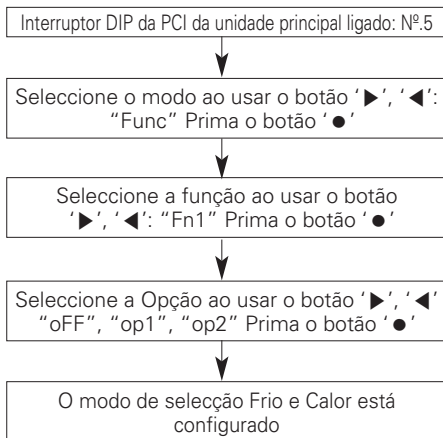 Interruptor DIP da PCI da unidade principal ligado: Nº.5
Seleccione o modo ao usar o botão ‘▶’, ‘◀’:
“Func” Prima o botão ‘●’
Seleccione a função ao usar o botão
‘▶’, ‘◀’: “Fn1” Prima o botão ‘●’
Seleccione a Opção ao usar o botão ‘▶’, ‘◀’
“oFF”, “op1”, “op2” Prima o botão ‘●’
O modo de selecção Frio e Calor está
configurado